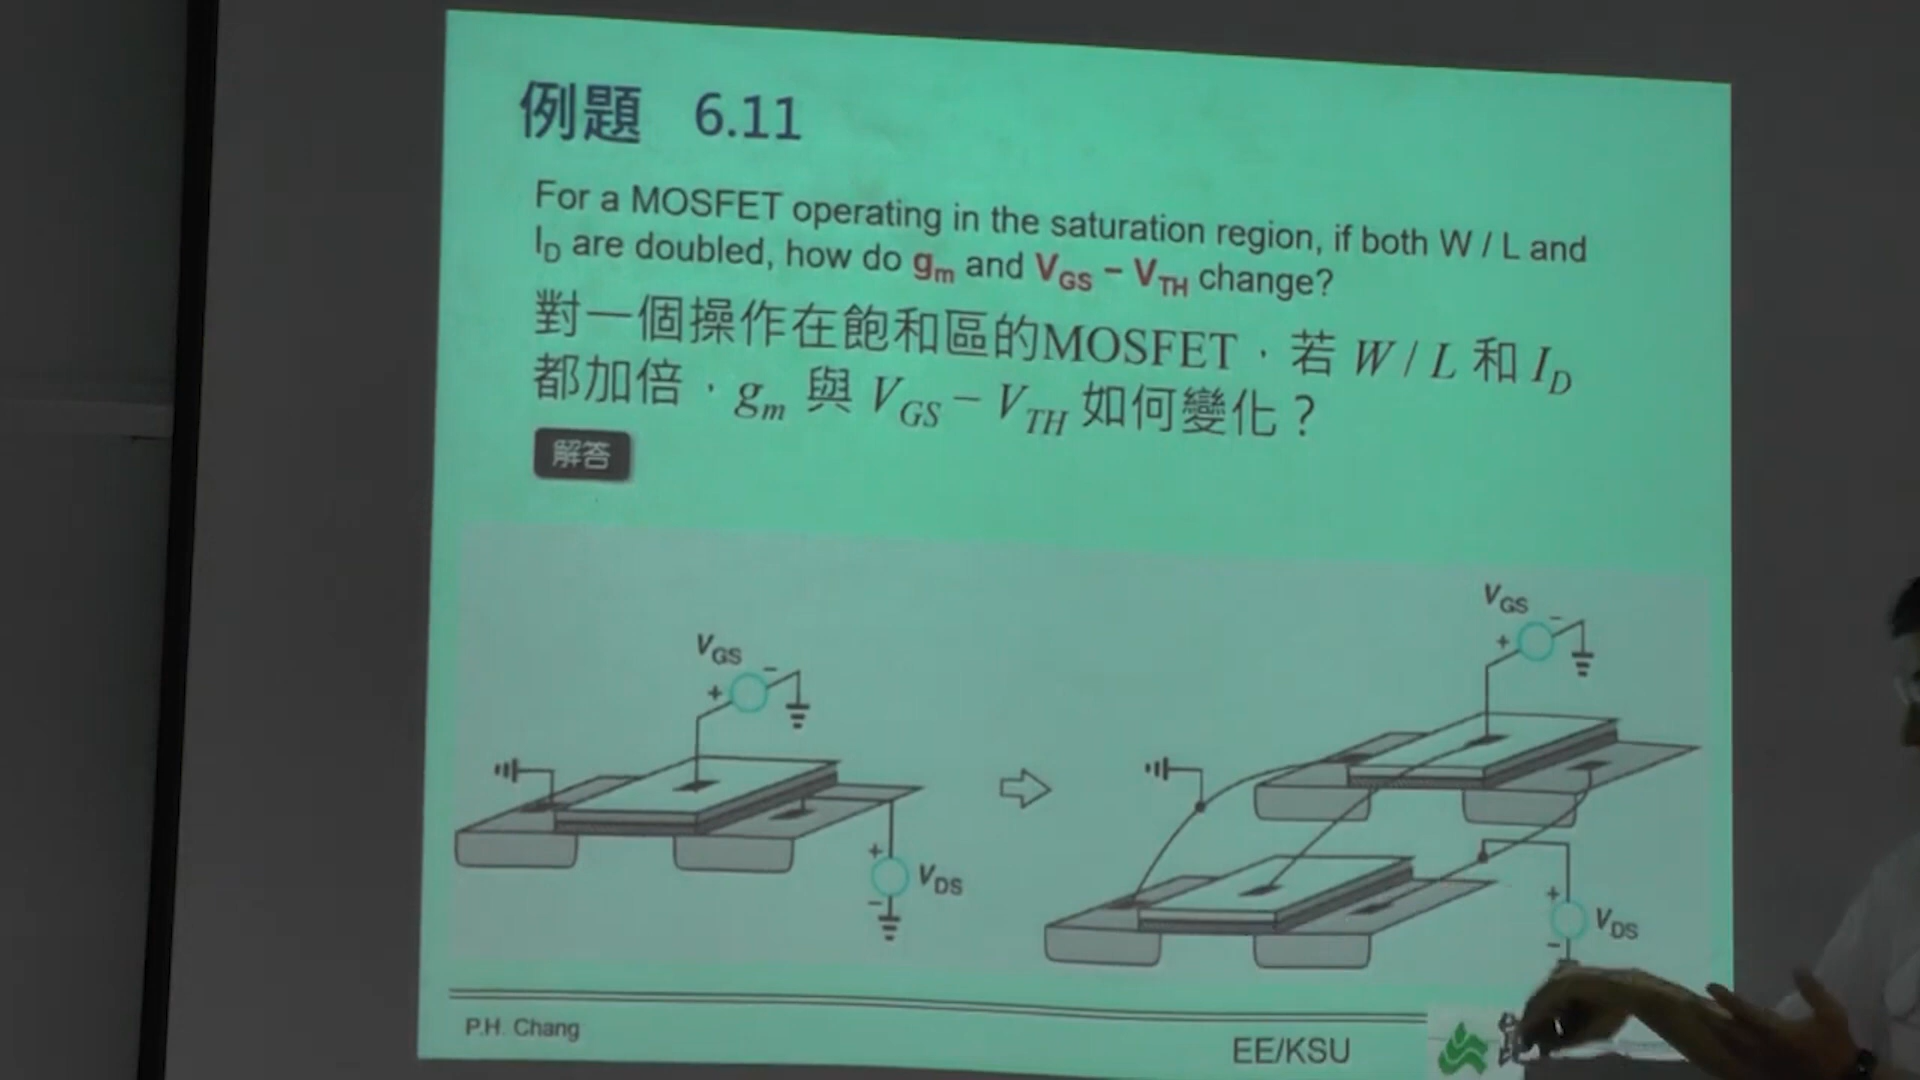 例題 6.11
For a MOSFET operating in the saturation region, if both W / L and
I_D are doubled, how do g_m and V_GS − V_TH change?
對一個操作在飽和區的MOSFET，若 W / L 和 I_D
都加倍，g_m 與 V_GS − V_TH 如何變化？
解答
V_GS
+ −
V_GS
+ −
+
V_DS
−
+
V_DS
−
P.H. Chang
EE/KSU